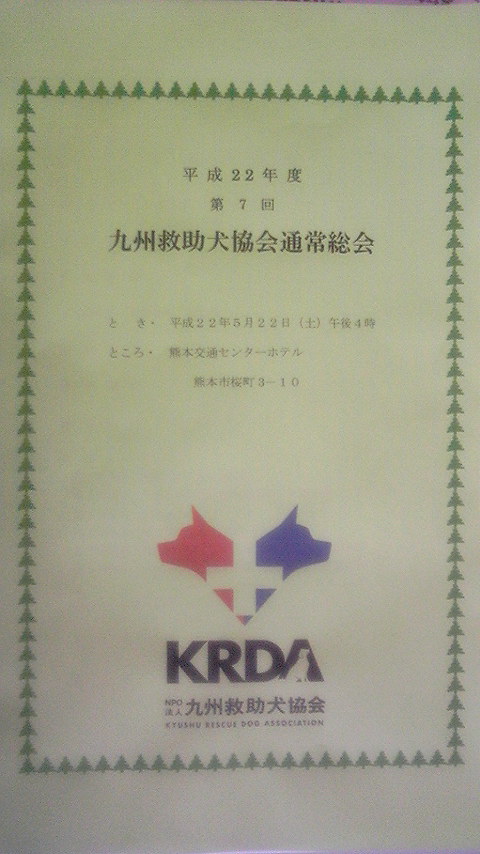 平成22年度
第7回
九州救助犬協会通常総会
とき・ 平成２２年５月２２日（土）午後４時
ところ・ 熊本交通センターホテル
熊本市桜町３－１０
KRDA
NPO法人 九州救助犬協会
KYUSHU RESCUE DOG ASSOCIATION